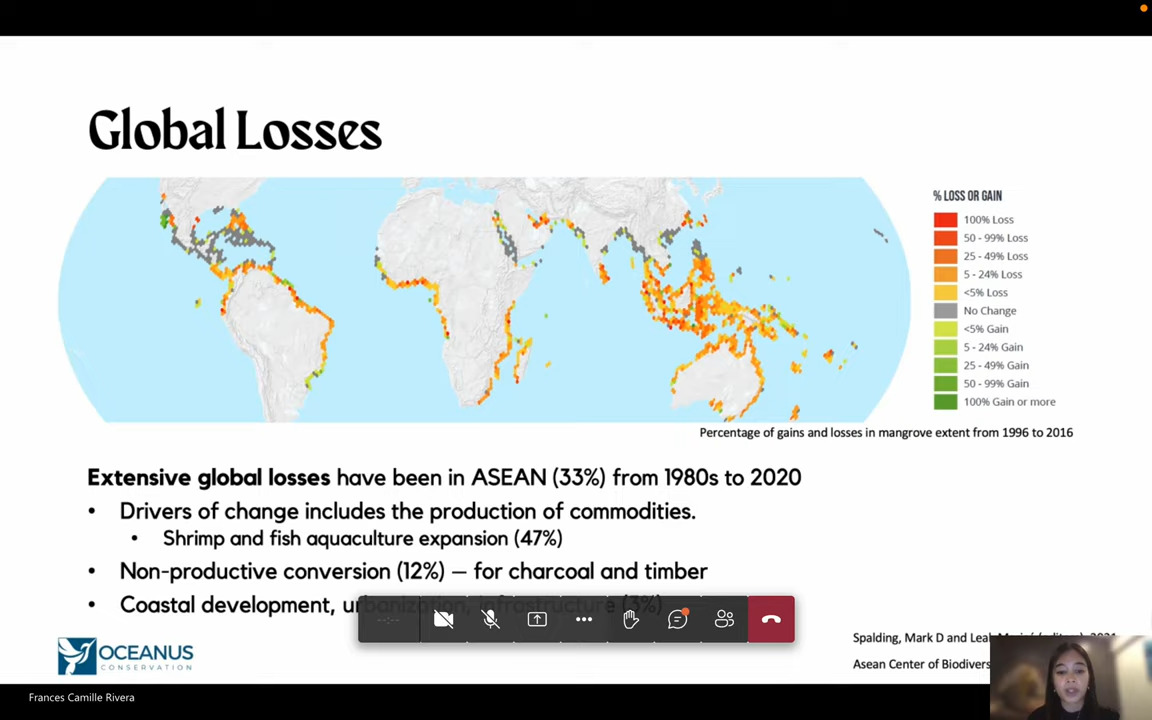 Global Losses
% LOSS OR GAIN
100% Loss
50 - 99% Loss
25 - 49% Loss
5 - 24% Loss
<5% Loss
No Change
<5% Gain
5 - 24% Gain
25 - 49% Gain
50 - 99% Gain
100% Gain or more
Percentage of gains and losses in mangrove extent from 1996 to 2016
Extensive global losses have been in ASEAN (33%) from 1980s to 2020
• Drivers of change includes the production of commodities.
• Shrimp and fish aquaculture expansion (47%)
• Non-productive conversion (12%) – for charcoal and timber
• Coastal development, urbanization, infrastructure (3%)
Spalding, Mark D and
OCEANUS
CONSERVATION
Asean Center of
Frances Camille Rivera